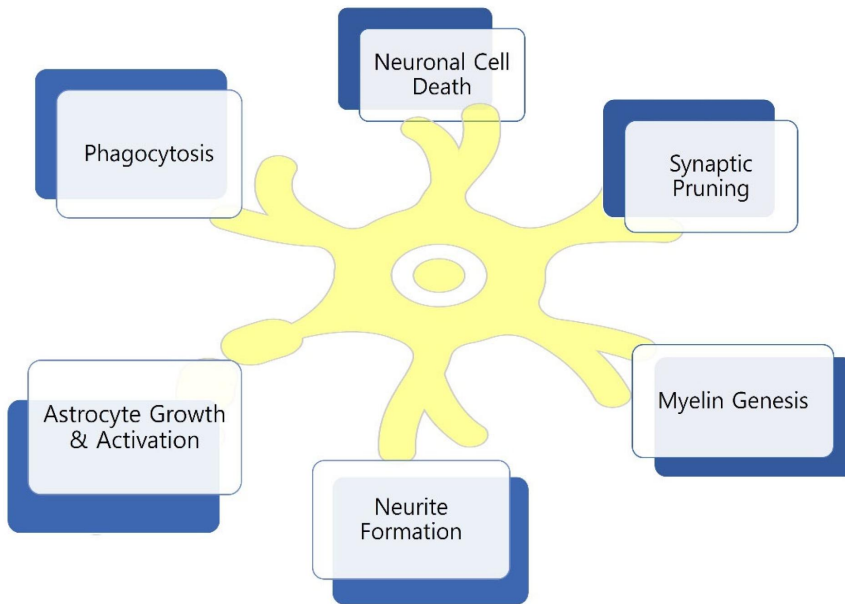 Neuronal Cell
Death
Phagocytosis
Synaptic
Pruning
Astrocyte Growth
& Activation
Myelin Genesis
Neurite
Formation